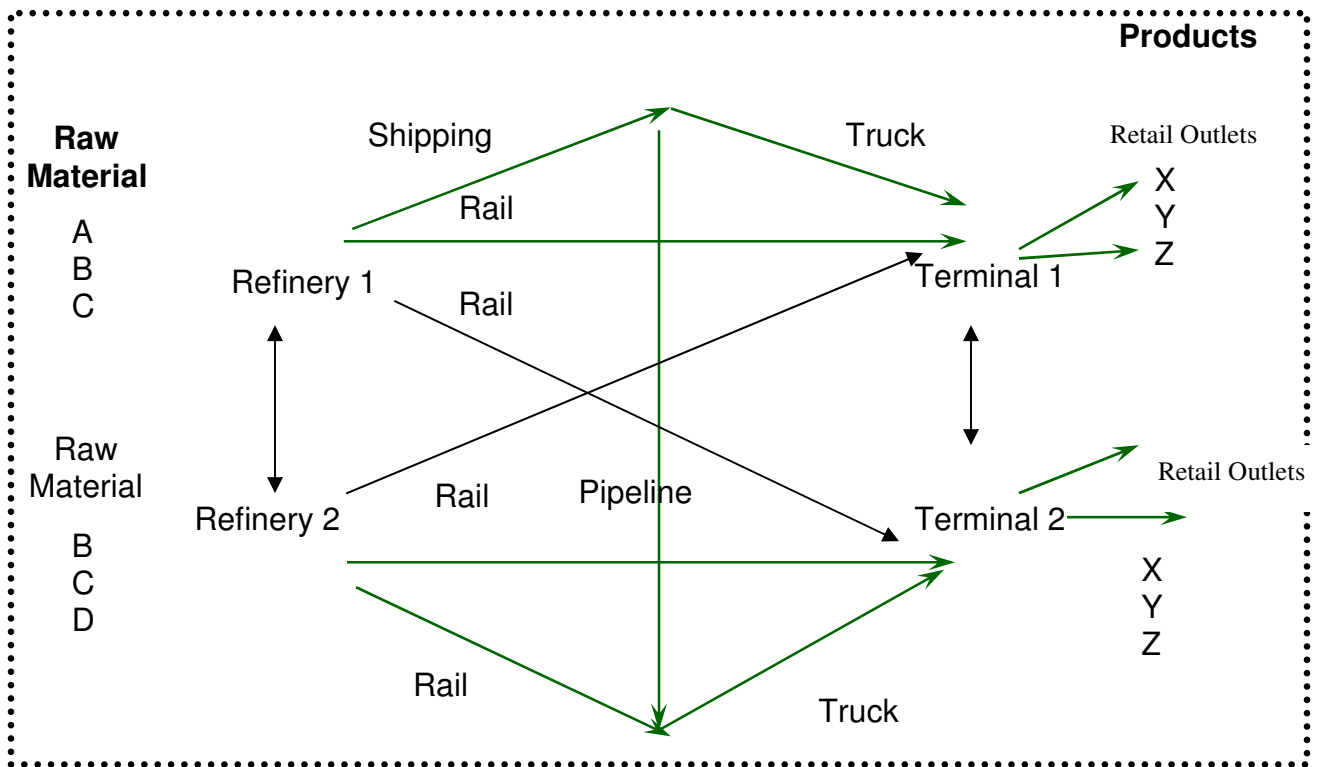 Products
Raw
Material
Shipping
Truck
Retail Outlets
A
B
C
Rail
X
Y
Z
Refinery 1
Rail
Terminal 1
Raw
Material
Refinery 2
Rail
Pipeline
Terminal 2
Retail Outlets
B
C
D
X
Y
Z
Rail
Truck